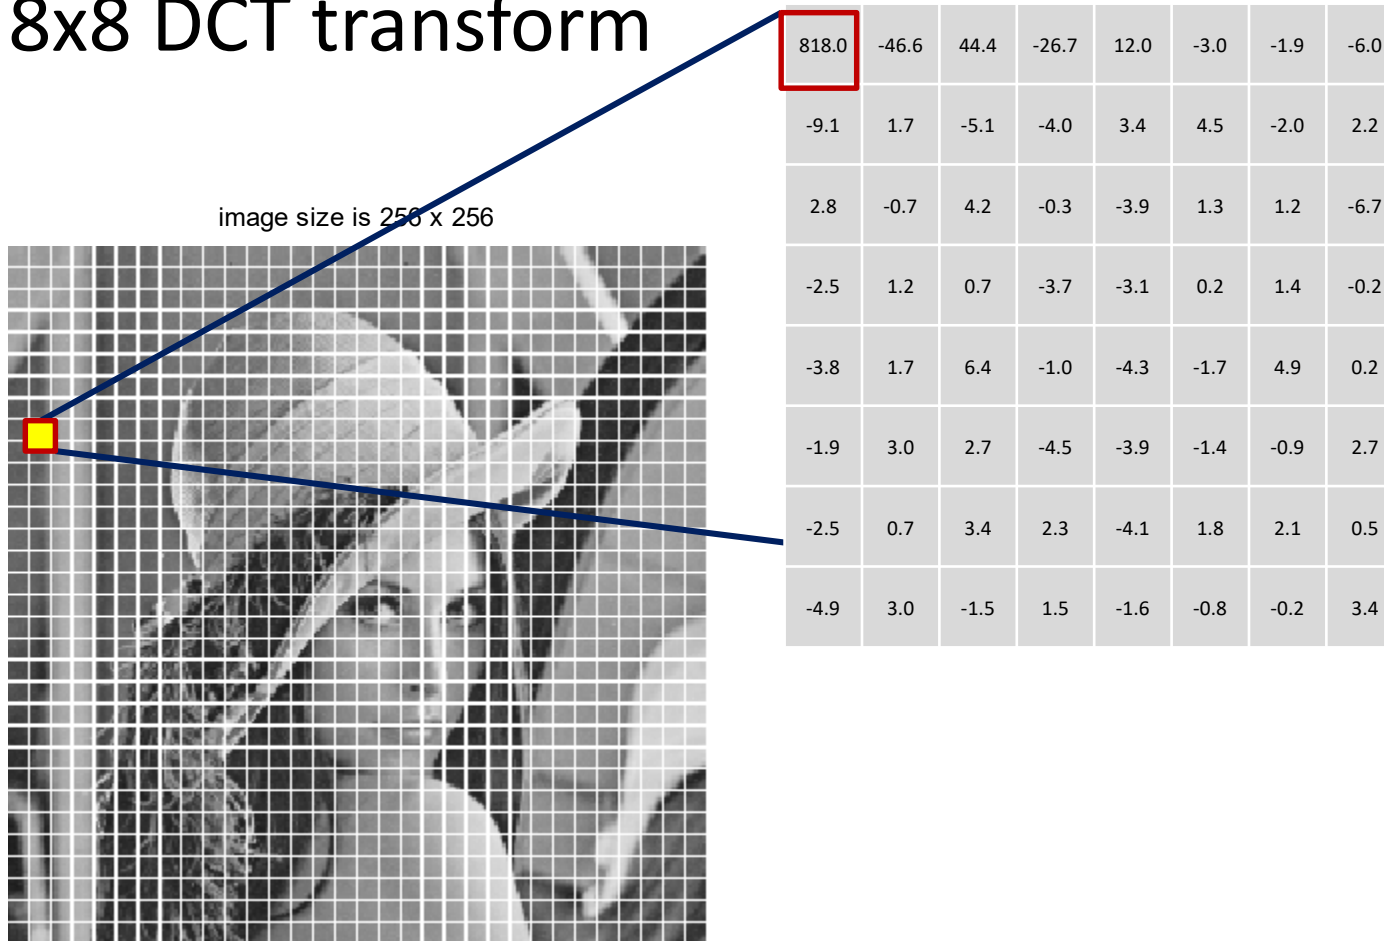 8x8 DCT transform
818.0 -46.6 44.4 -26.7 12.0 -3.0 -1.9 -6.0
-9.1 1.7 -5.1 -4.0 3.4 4.5 -2.0 2.2
2.8 -0.7 4.2 -0.3 -3.9 1.3 1.2 -6.7
-2.5 1.2 0.7 -3.7 -3.1 0.2 1.4 -0.2
-3.8 1.7 6.4 -1.0 -4.3 -1.7 4.9 0.2
-1.9 3.0 2.7 -4.5 -3.9 -1.4 -0.9 2.7
-2.5 0.7 3.4 2.3 -4.1 1.8 2.1 0.5
-4.9 3.0 -1.5 1.5 -1.6 -0.8 -0.2 3.4
image size is 256 x 256